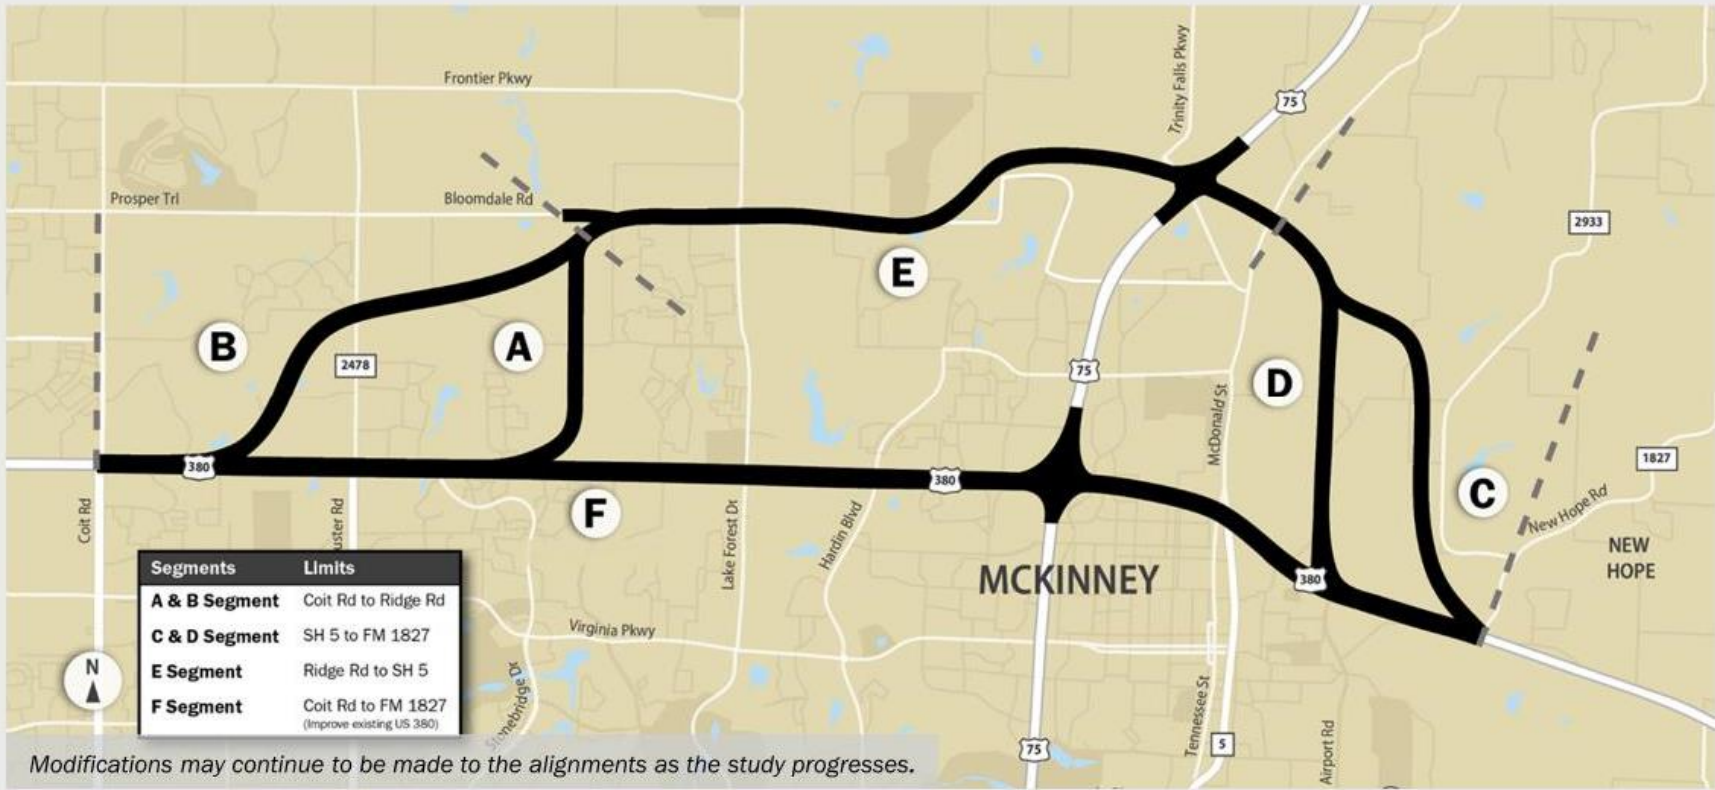 Frontier Pkwy
Trinity Falls Pkwy
75
Prosper Trl
Bloomdale Rd
2933
E
B
A
2478
75
D
McDonald St
380
380
C
1827
F
New Hope Rd
Coit Rd
uster Rd
Lake Forest Dr
Hardin Blvd
MCKINNEY
380
NEW
HOPE
Segments Limits
A & B Segment Coit Rd to Ridge Rd
C & D Segment SH 5 to FM 1827
E Segment Ridge Rd to SH 5
F Segment Coit Rd to FM 1827
(Improve existing US 380)
N
Virginia Pkwy
Stonebridge Dr
Tennessee St
75
5
Airport Rd
Modifications may continue to be made to the alignments as the study progresses.